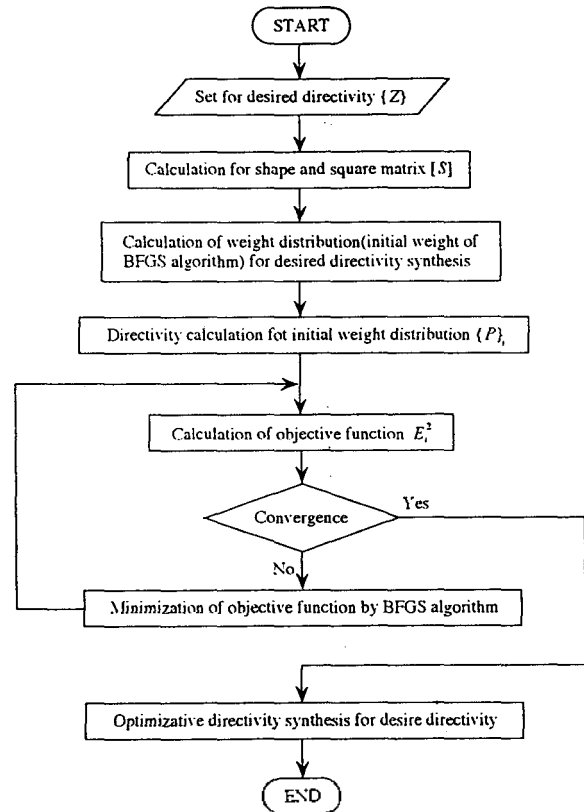 START
Set for desired directivity {Z}
Calculation for shape and square matrix [S]
Calculation of weight distribution(initial weight of
BFGS algorithm) for desired directivity synthesis
Directivity calculation fot initial weight distribution {P}ᵢ
Calculation of objective function Eᵢ²
Convergence
Yes
No
Minimization of objective function by BFGS algorithm
Optimizative directivity synthesis for desire directivity
END